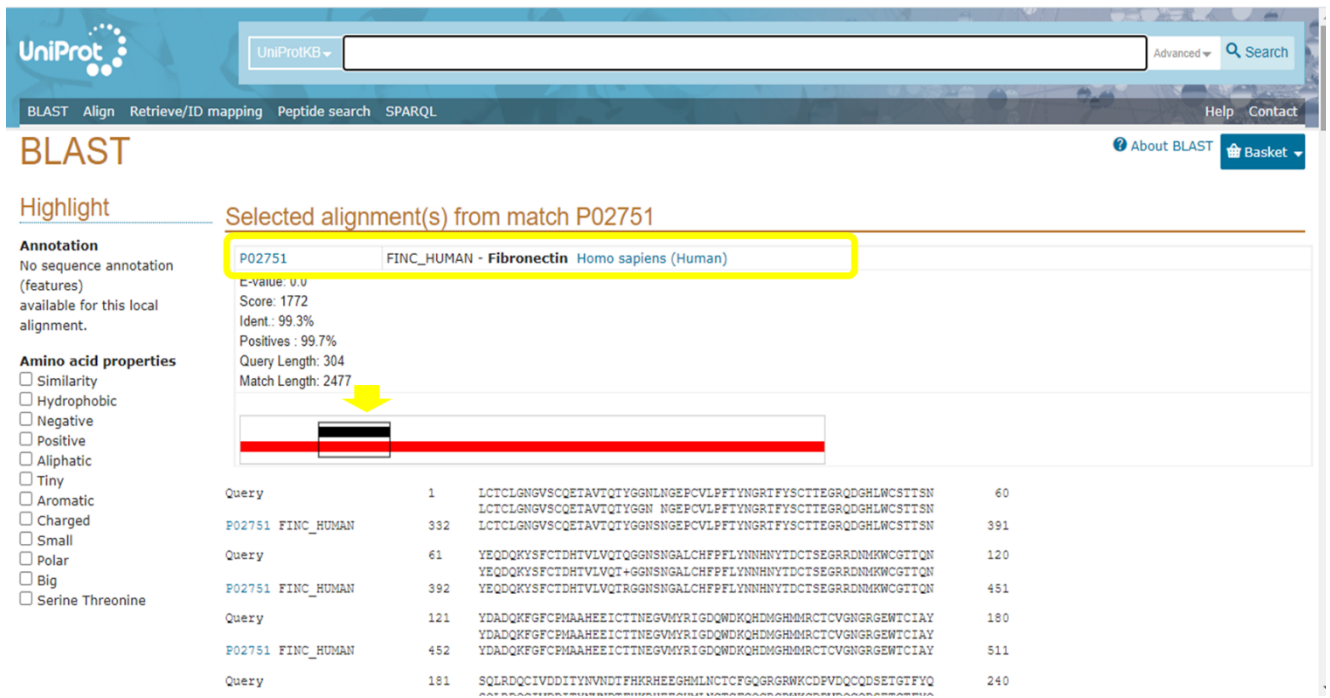 UniProt
UniProtKB
Advanced
Search
BLAST Align Retrieve/ID mapping Peptide search SPARQL
Help Contact
BLAST
About BLAST
Basket
Highlight
Selected alignment(s) from match P02751
Annotation
No sequence annotation
(features)
available for this local
alignment.
Amino acid properties
Similarity
Hydrophobic
Negative
Positive
Aliphatic
Tiny
Aromatic
Charged
Small
Polar
Big
Serine Threonine
P02751 FINC_HUMAN - Fibronectin Homo sapiens (Human)
E-value: 0.0
Score: 1772
Ident.: 99.3%
Positives : 99.7%
Query Length: 304
Match Length: 2477
Query 1 LCTCLGNGVSCQETAVTQTYGGNLNGEPCVLPFTYNGRTFYSCTTEGRQDGHLWCSTTSN 60
LCTCLGNGVSCQETAVTQTYGGN NGEPCVLPFTYNGRTFYSCTTEGRQDGHLWCSTTSN
P02751 FINC_HUMAN 332 LCTCLGNGVSCQETAVTQTYGGNSNGEPCVLPFTYNGRTFYSCTTEGRQDGHLWCSTTSN 391
Query 61 YEQDQKYSFCTDHTVLVQTQGGNSNGALCHFPFLYNNHNYTDCTSEGRRDNMKWCGTTQN 120
YEQDQKYSFCTDHTVLVQT+GGNSNGALCHFPFLYNNHNYTDCTSEGRRDNMKWCGTTQN
P02751 FINC_HUMAN 392 YEQDQKYSFCTDHTVLVQTRGGNSNGALCHFPFLYNNHNYTDCTSEGRRDNMKWCGTTQN 451
Query 121 YDADQKFGFCPMAAHEEICTTNEGVMYRIGDQWDKQHDMGHMMRCTCVGNGRGEWTCIAY 180
YDADQKFGFCPMAAHEEICTTNEGVMYRIGDQWDKQHDMGHMMRCTCVGNGRGEWTCIAY
P02751 FINC_HUMAN 452 YDADQKFGFCPMAAHEEICTTNEGVMYRIGDQWDKQHDMGHMMRCTCVGNGRGEWTCIAY 511
Query 181 SQLRDQCIVDDITYNVNDTFHKRHEEGHMLNCTCFGQGRGRWKCDPVDQCQDSETGTFYQ 240